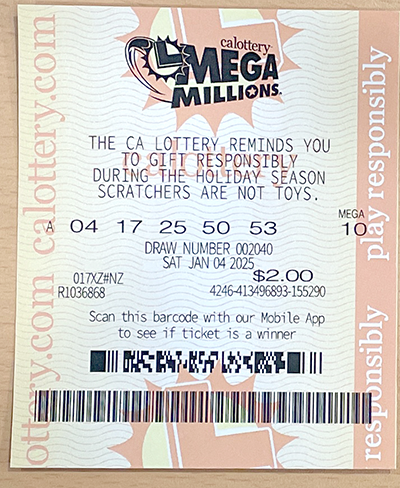 calottery
MEGA
MILLIONS
THE CA LOTTERY REMINDS YOU
TO GIFT RESPONSIBLY
DURING THE HOLIDAY SEASON
SCRATCHERS ARE NOT TOYS.
MEGA
A 04 17 25 50 53 10
DRAW NUMBER 002040
SAT JAN 04 2025
017XZ#NZ $2.00
R1036868 4246-413496893-155290
Scan this barcode with our Mobile App
to see if ticket is a winner
ottery.com calottery.com
play responsibly
responsibly